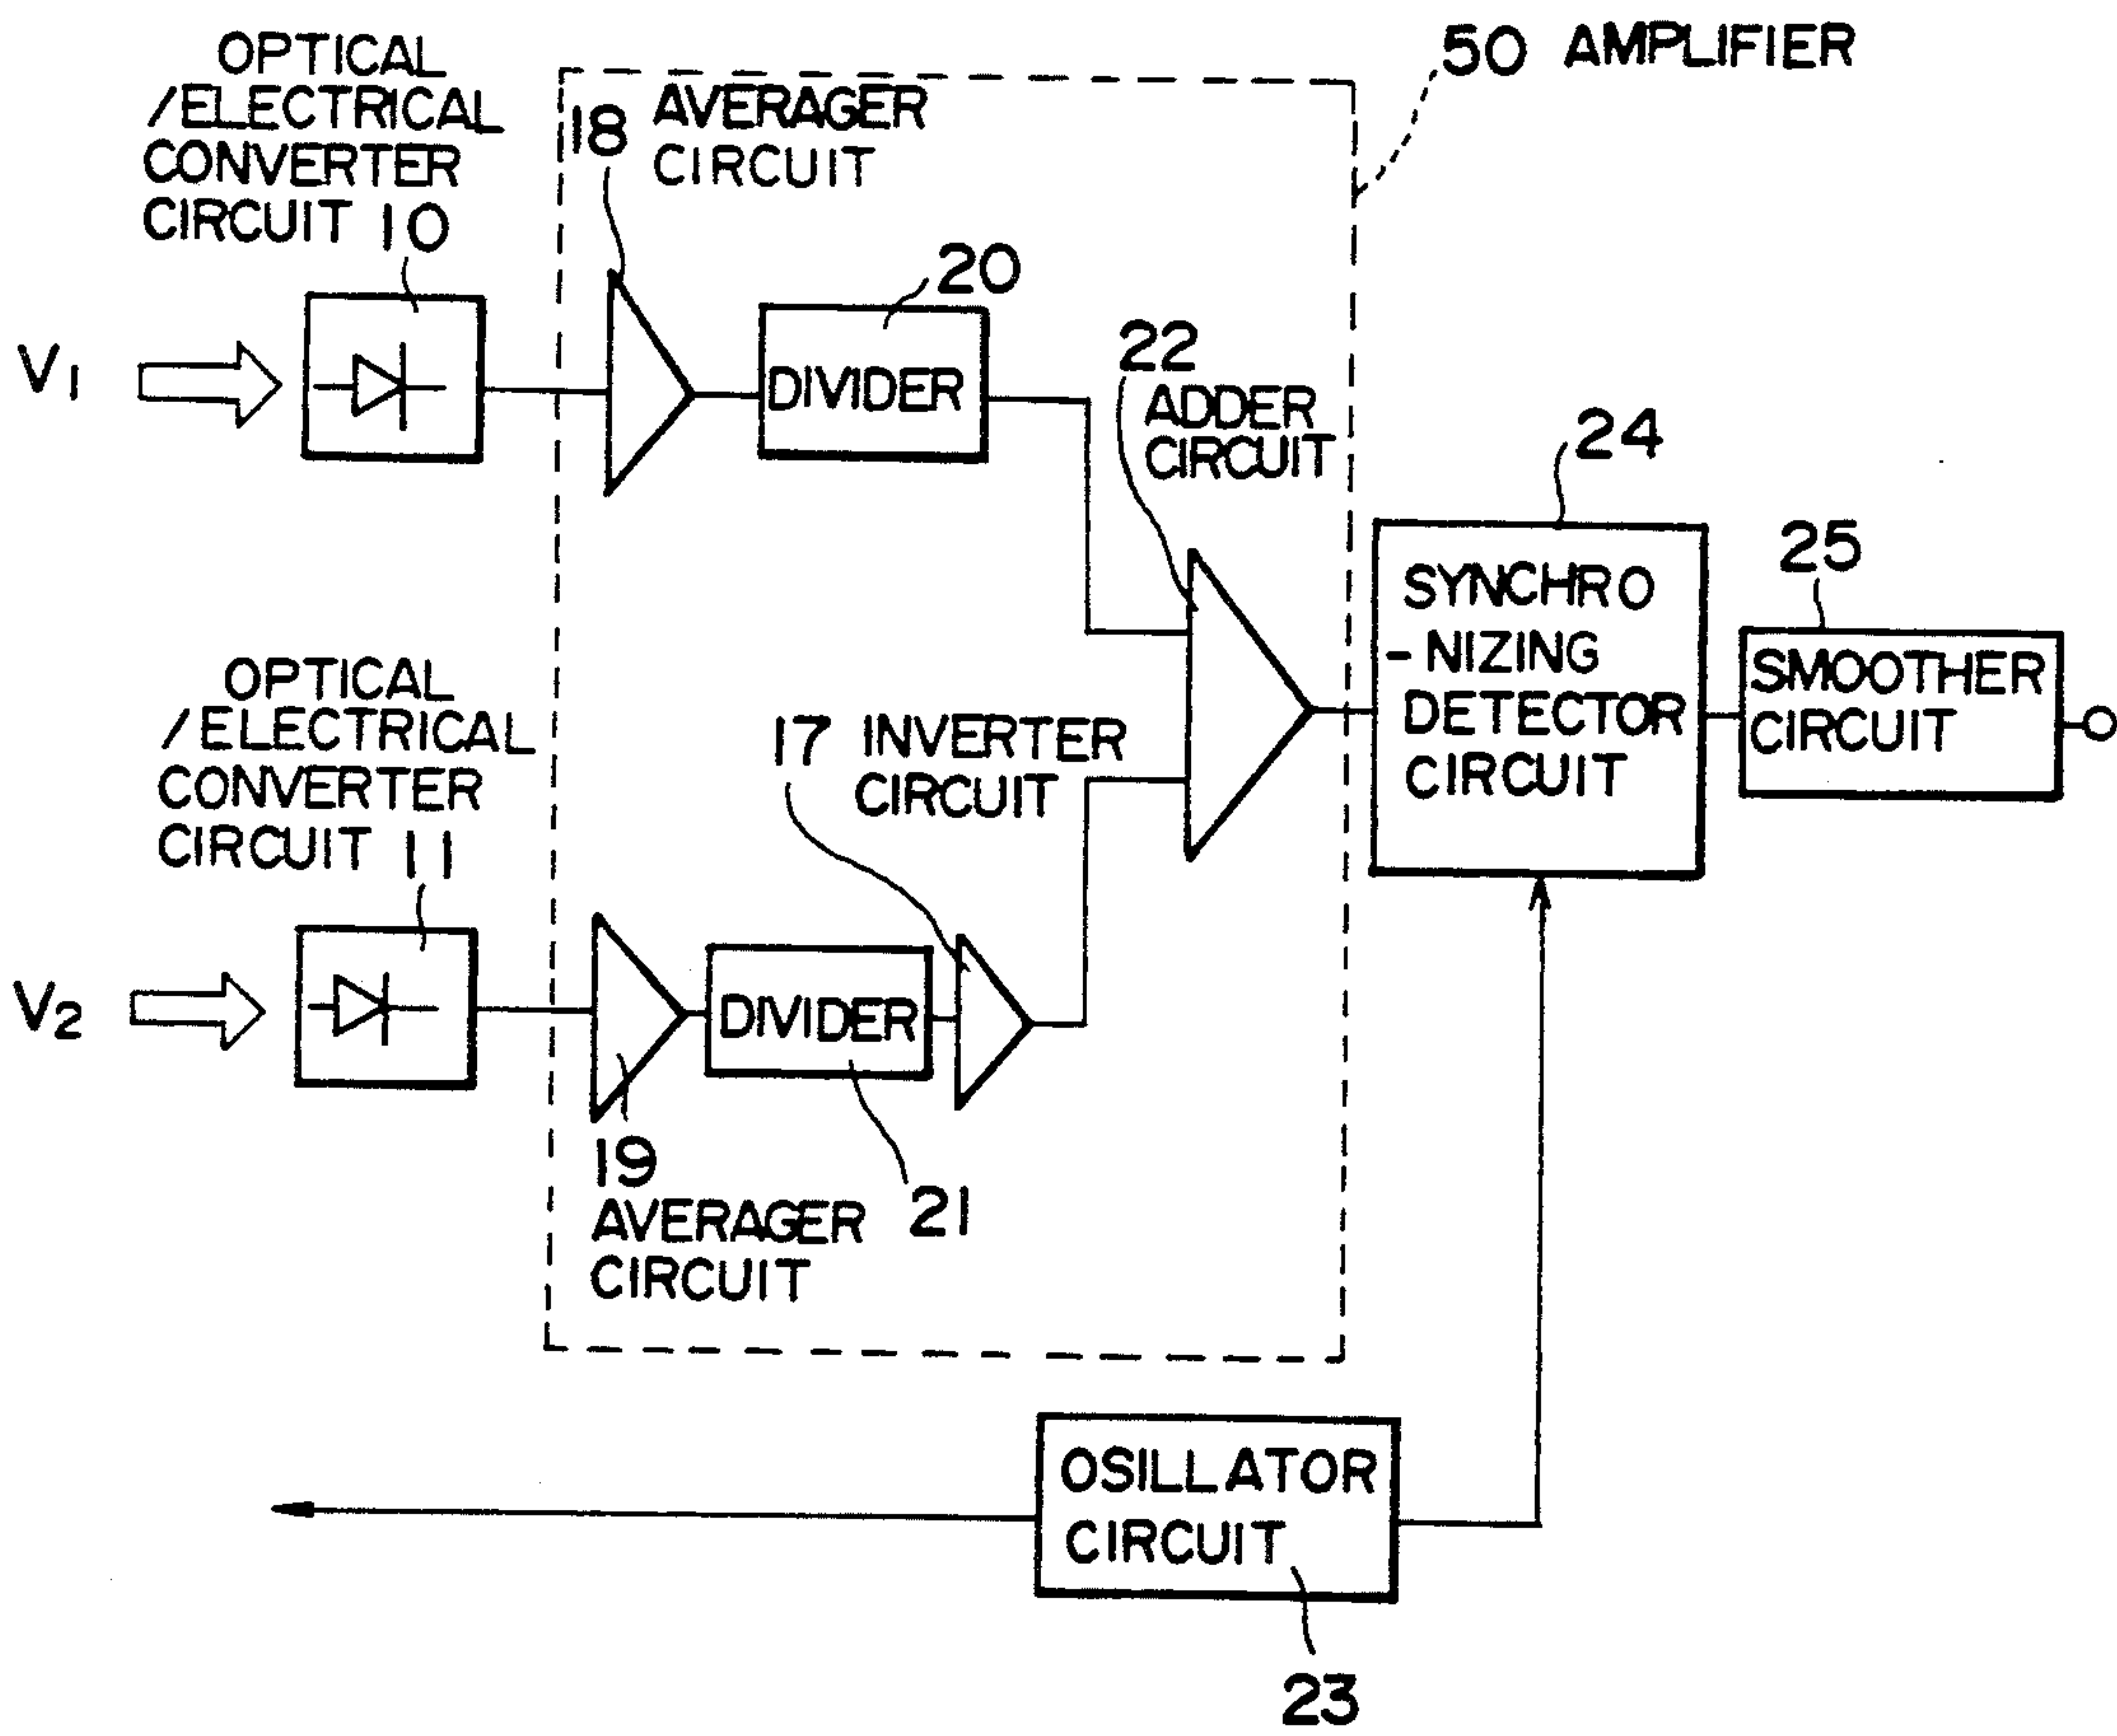 OPTICAL
/ELECTRICAL
CONVERTER
CIRCUIT 10
18 AVERAGER
CIRCUIT
50 AMPLIFIER
20
V1
DIVIDER
22
ADDER
CIRCUIT
24
25
SYNCHRO
-NIZING
DETECTOR
CIRCUIT
SMOOTHER
CIRCUIT
OPTICAL
/ELECTRICAL
CONVERTER
CIRCUIT 11
17 INVERTER
CIRCUIT
V2
DIVIDER
19
AVERAGER
CIRCUIT
21
OSILLATOR
CIRCUIT
23